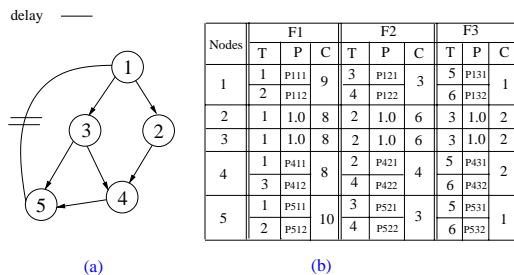 delay
1
3
2
4
5
(a)
Nodes F1 F2 F3
T P C T P C T P C
1 1 P111 9 3 P121 3 5 P131 1
2 P112 4 P122 6 P132
2 1 1.0 8 2 1.0 6 3 1.0 2
3 1 1.0 8 2 1.0 6 3 1.0 2
4 1 P411 8 2 P421 4 5 P431 2
3 P412 4 P422 6 P432
5 1 P511 10 3 P521 3 5 P531 1
2 P512 4 P522 6 P532
(b)